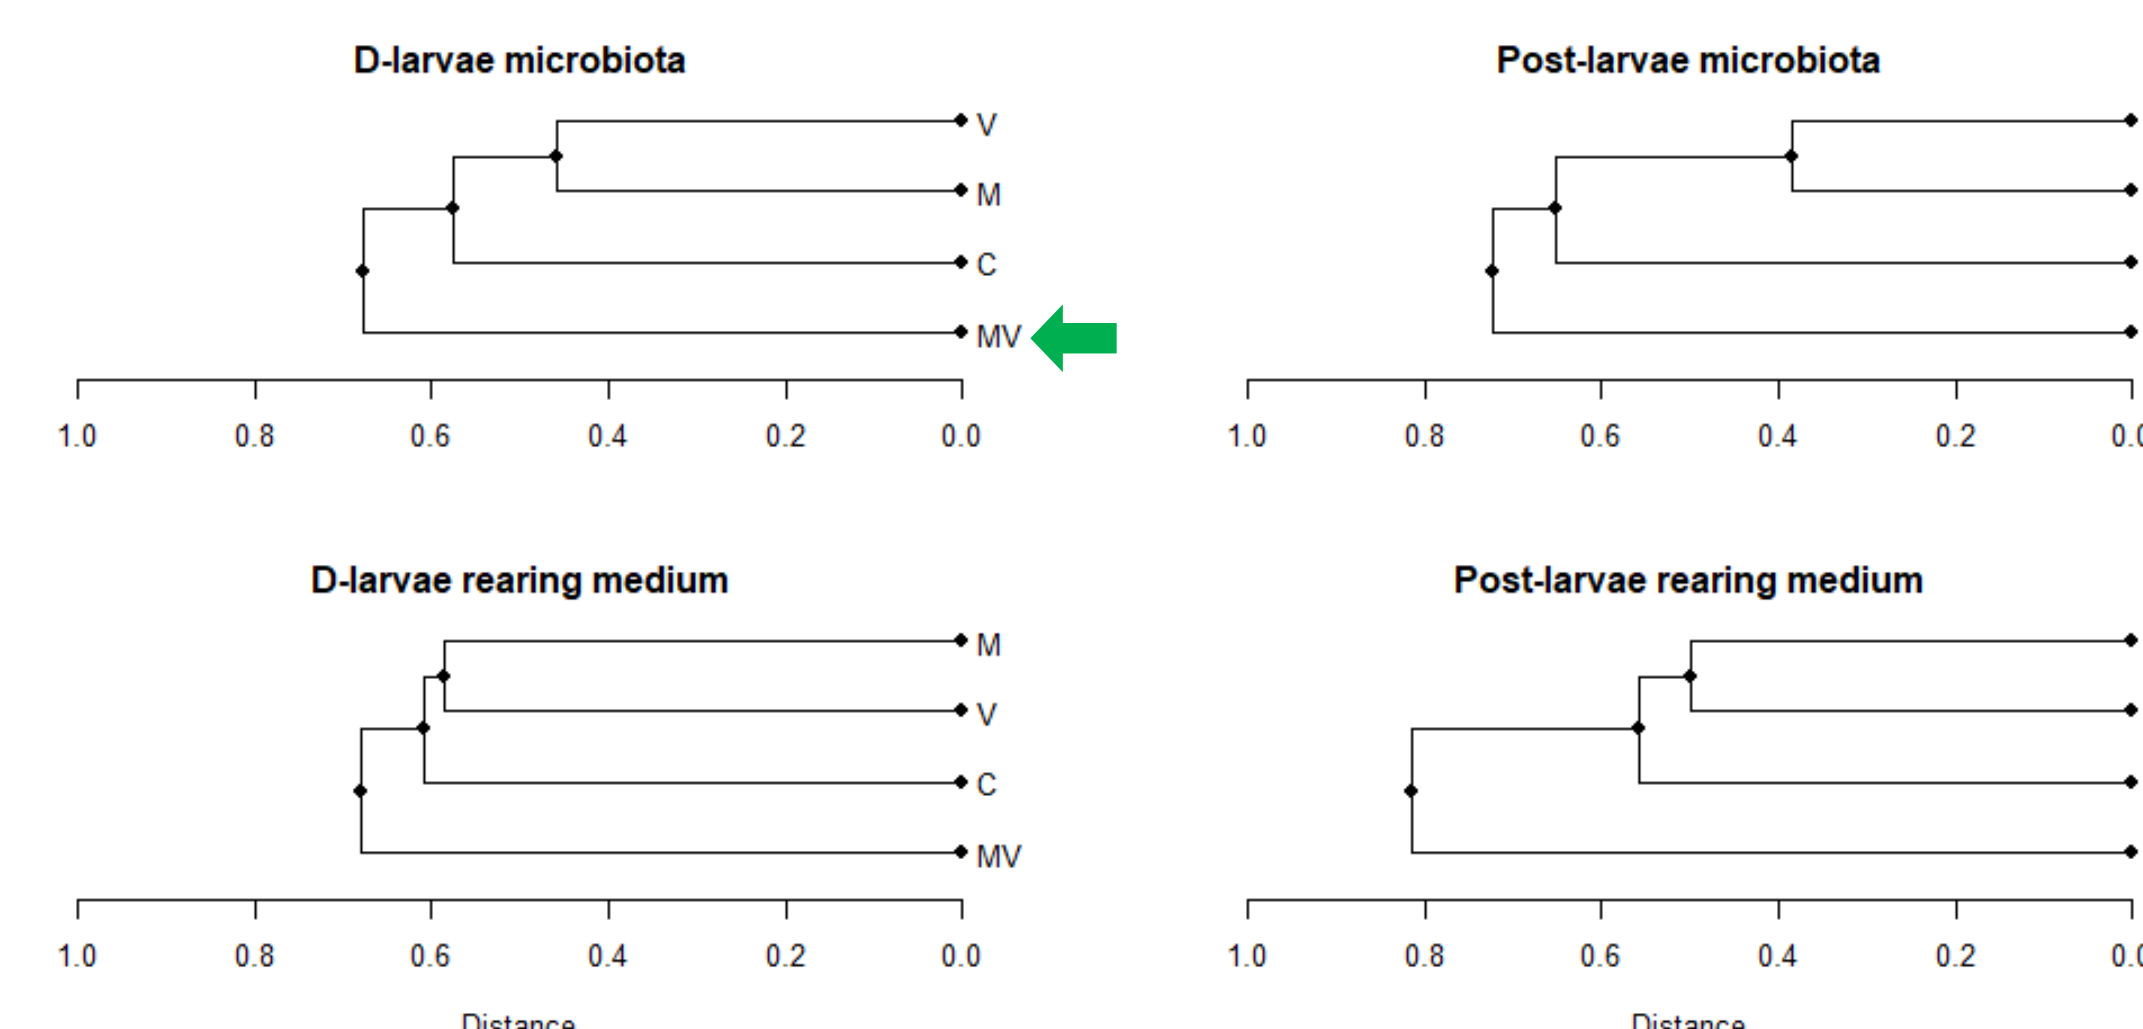 D-larvae microbiota
V
M
C
MV
1.0 0.8 0.6 0.4 0.2 0.0
Post-larvae microbiota
1.0 0.8 0.6 0.4 0.2
D-larvae rearing medium
M
V
C
MV
1.0 0.8 0.6 0.4 0.2 0.0
Distance
Post-larvae rearing medium
1.0 0.8 0.6 0.4 0.2
Distance